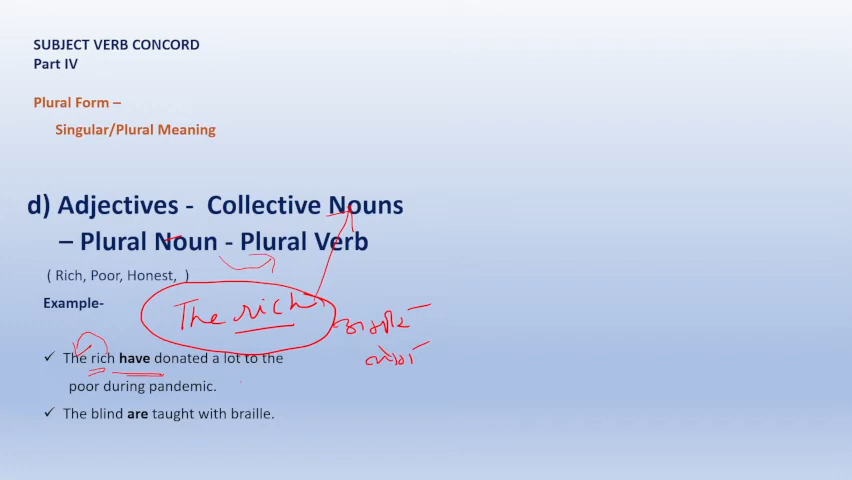 SUBJECT VERB CONCORD
Part IV
Plural Form –
Singular/Plural Meaning
d) Adjectives - Collective Nouns
– Plural Noun - Plural Verb
( Rich, Poor, Honest, )
Example-
The rich
✓ The rich have donated a lot to the
poor during pandemic.
✓ The blind are taught with braille.